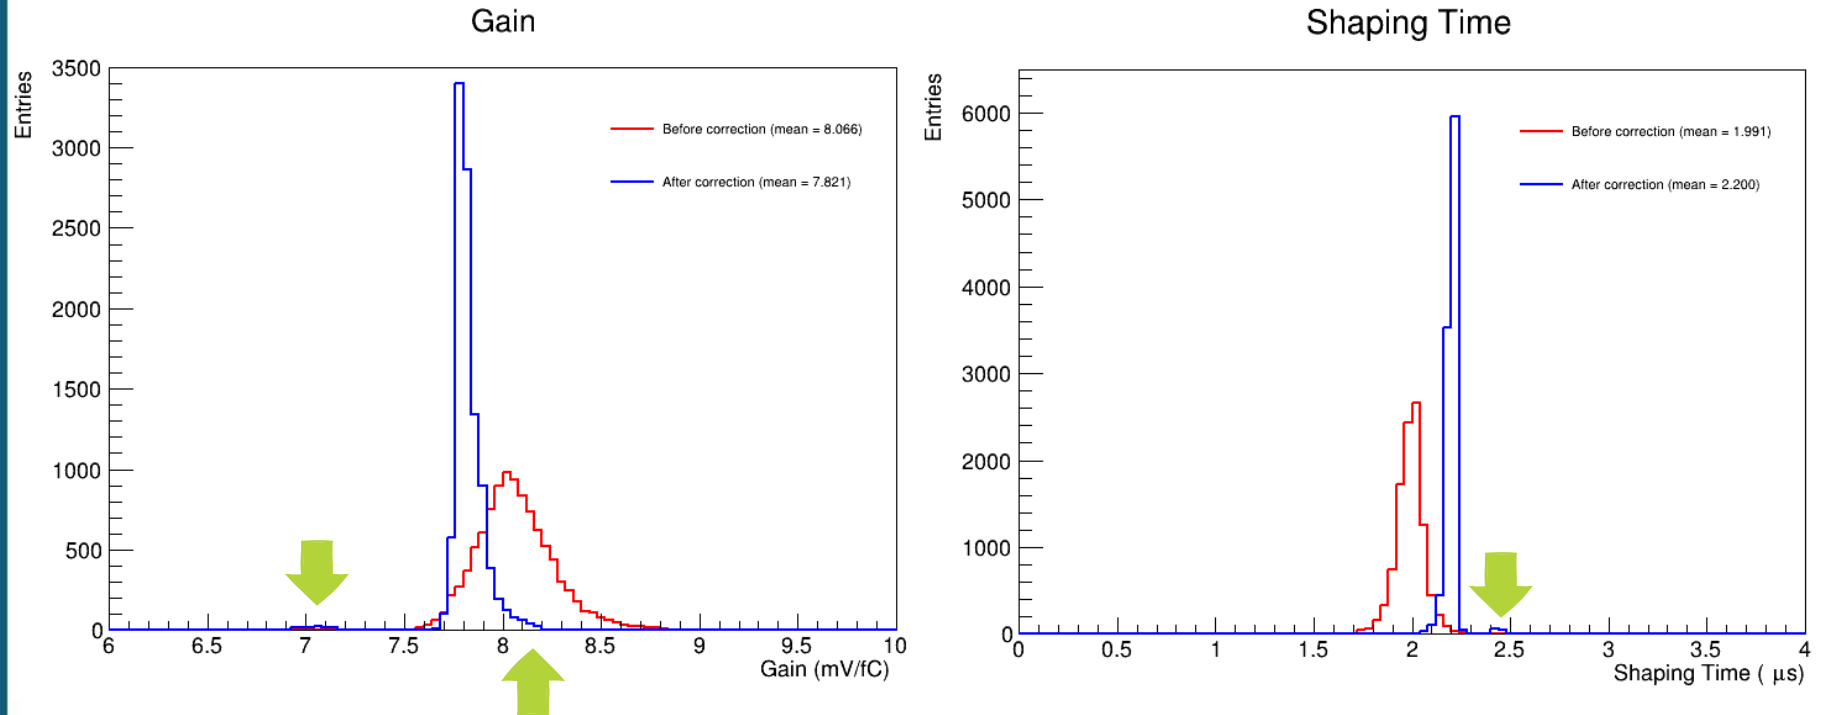 Gain
Entries
3500
3000
2500
2000
1500
1000
500
0
Before correction (mean = 8.066)
After correction (mean = 7.821)
6 6.5 7 7.5 8 8.5 9 9.5 10
Gain (mV/fC)
Shaping Time
Entries
6000
5000
4000
3000
2000
1000
0
Before correction (mean = 1.991)
After correction (mean = 2.200)
0 0.5 1 1.5 2 2.5 3 3.5 4
Shaping Time ( μs)